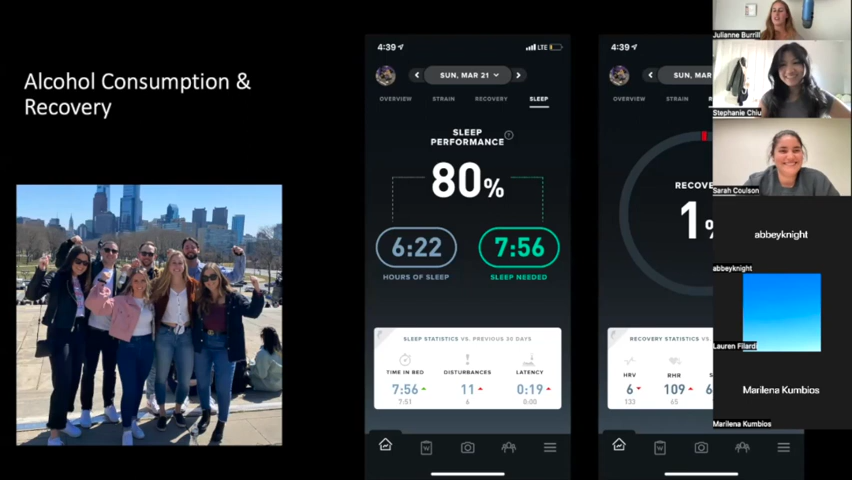 Alcohol Consumption &
Recovery
4:39
LTE
SUN, MAR 21
OVERVIEW STRAIN RECOVERY SLEEP
SLEEP
PERFORMANCE
80%
6:22
7:56
HOURS OF SLEEP
SLEEP NEEDED
SLEEP STATISTICS VS. PREVIOUS 30 DAYS
TIME IN BED DISTURBANCES LATENCY
7:56 11 0:19
7:51 6 0:00
4:39
SUN, MAR
OVERVIEW STRAIN
RECOVE
1%
RECOVERY STATISTICS VS.
HRV RHR
6 109
133 65
Julianne Burrill
Stephanie Chiu
Sarah Coulson
abbeyknight
abbeyknight
Lauren Filardi
Marilena Kumbios
Marilena Kumbios